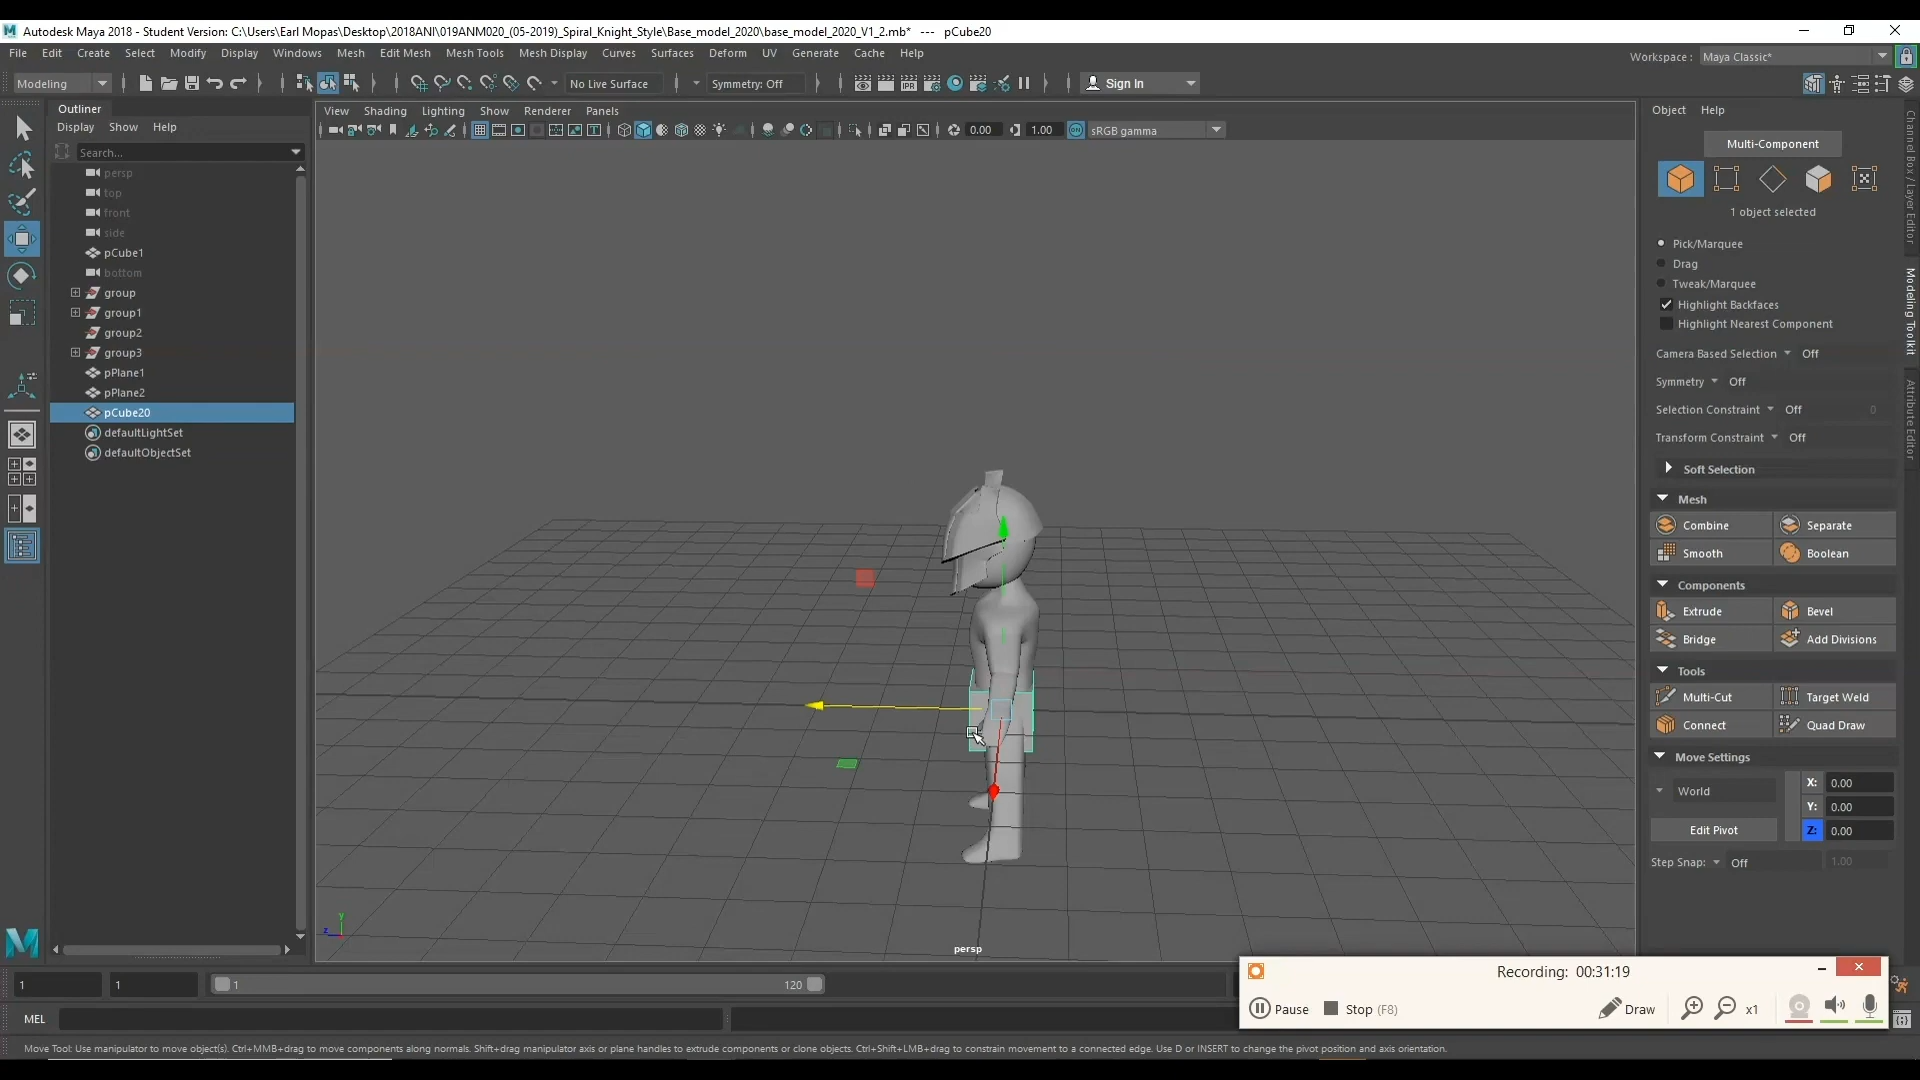 Autodesk Maya 2018 - Student Version: C:\Users\Earl Mopas\Desktop\2018ANI\019ANM020_(05-2019)_Spiral_Knight_Style\Base_model_2020\base_model_2020_V1_2.mb* --- pCube20
File Edit Create Select Modify Display Windows Mesh Edit Mesh Mesh Tools Mesh Display Curves Surfaces Deform UV Generate Cache Help
Workspace : Maya Classic*
Modeling No Live Surface Symmetry: Off Sign In
Outliner
Display Show Help
Search...
persp
top
front
side
pCube1
bottom
group
group1
group2
group3
pPlane1
pPlane2
pCube20
defaultLightSet
defaultObjectSet
View Shading Lighting Show Renderer Panels
0.00 1.00 ON sRGB gamma
persp
y
z
Object Help
Multi-Component
1 object selected
Pick/Marquee
Drag
Tweak/Marquee
Highlight Backfaces
Highlight Nearest Component
Camera Based Selection Off
Symmetry Off
Selection Constraint Off 0
Transform Constraint Off
Soft Selection
Mesh
Combine Separate
Smooth Boolean
Components
Extrude Bevel
Bridge Add Divisions
Tools
Multi-Cut Target Weld
Connect Quad Draw
Move Settings
World
X: 0.00
Y: 0.00
Edit Pivot
Z: 0.00
Step Snap: Off 1.00
Channel Box / Layer Editor
Modeling Toolkit
Attribute Editor
1 1 1 120
MEL
Recording: 00:31:19
Pause Stop (F8) Draw x1
Move Tool: Use manipulator to move object(s). Ctrl+MMB+drag to move components along normals. Shift+drag manipulator axis or plane handles to extrude components or clone objects. Ctrl+Shift+LMB+drag to constrain movement to a connected edge. Use D or INSERT to change the pivot position and axis orientation.